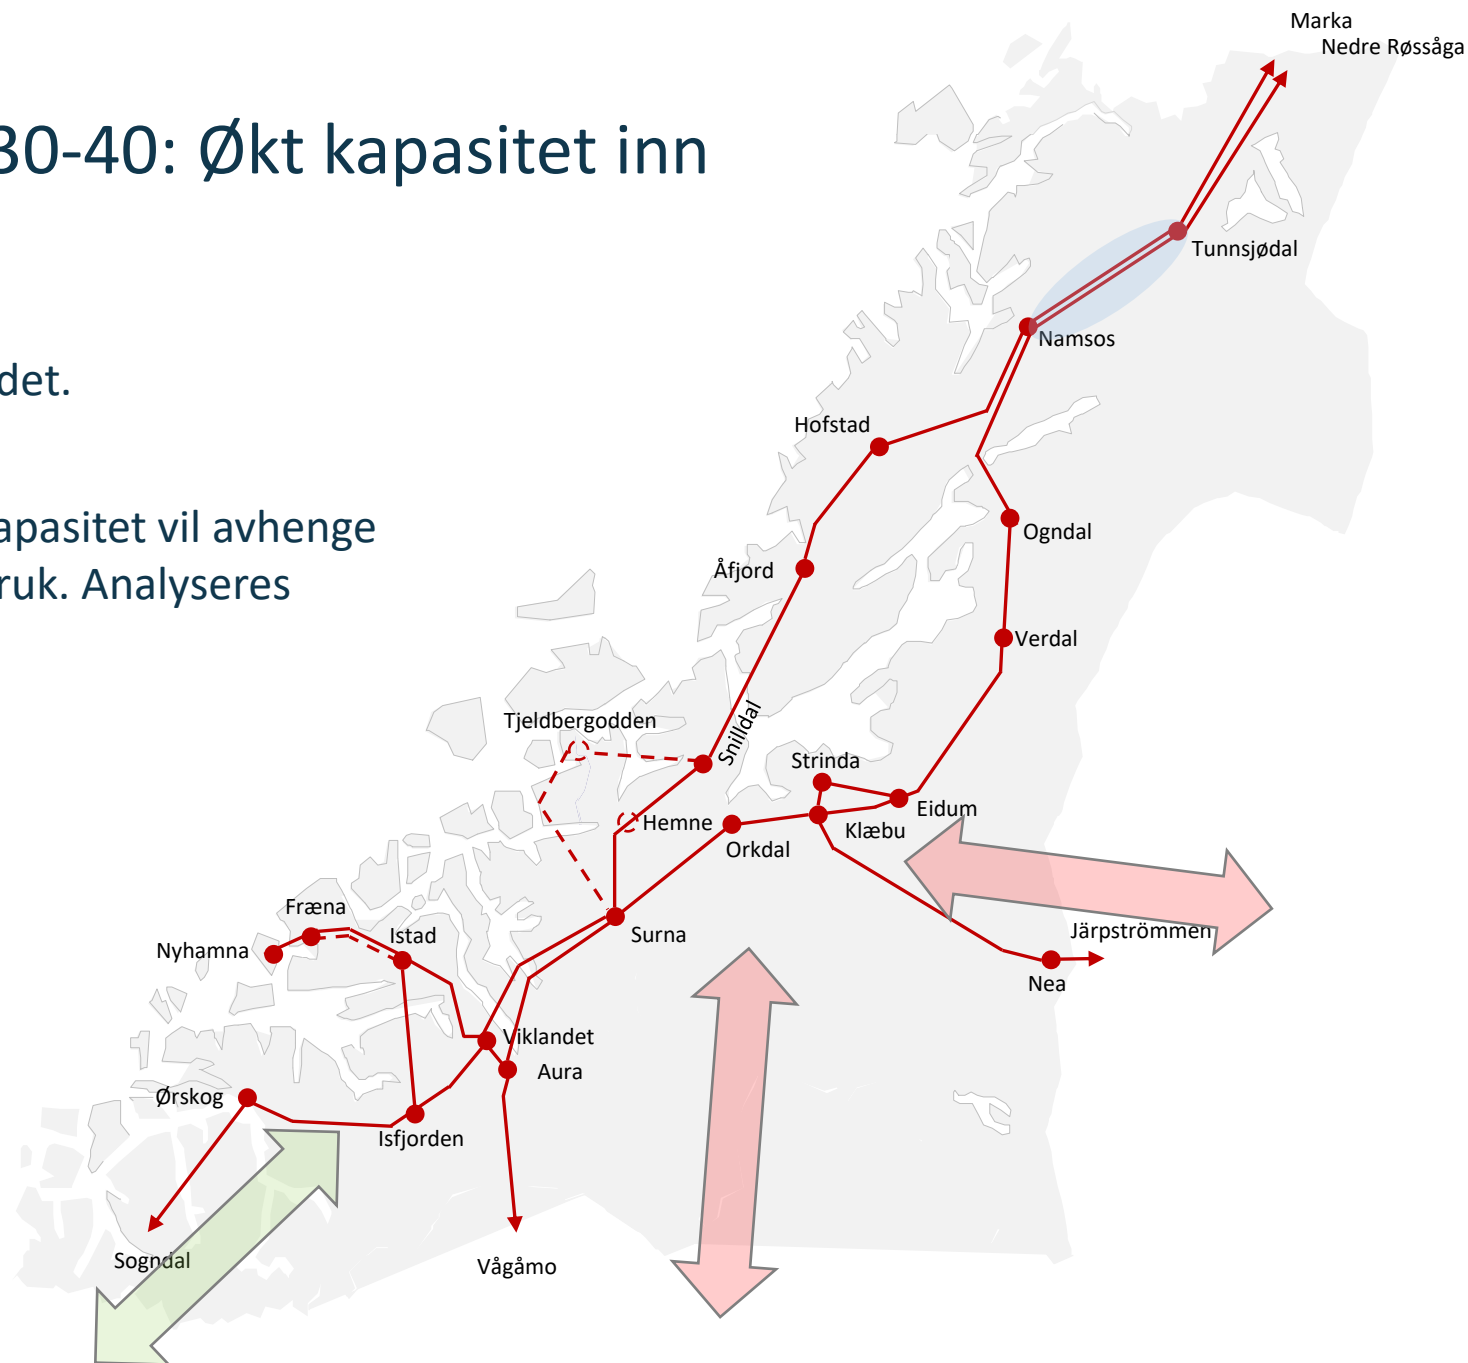 Marka
Nedre Røssåga
30-40: Økt kapasitet inn
Tunnsjødal
Namsos
det.
Hofstad
apasitet vil avhenge
Ogndal
ruk. Analyseres
Åfjord
Verdal
Tjeldbergodden
Snilldal
Strinda
Eidum
Hemne
Klæbu
Orkdal
Fræna
Istad
Surna
Järpströmmen
Nyhamna
Nea
Viklandet
Aura
Ørskog
Isfjorden
Sogndal
Vågåmo